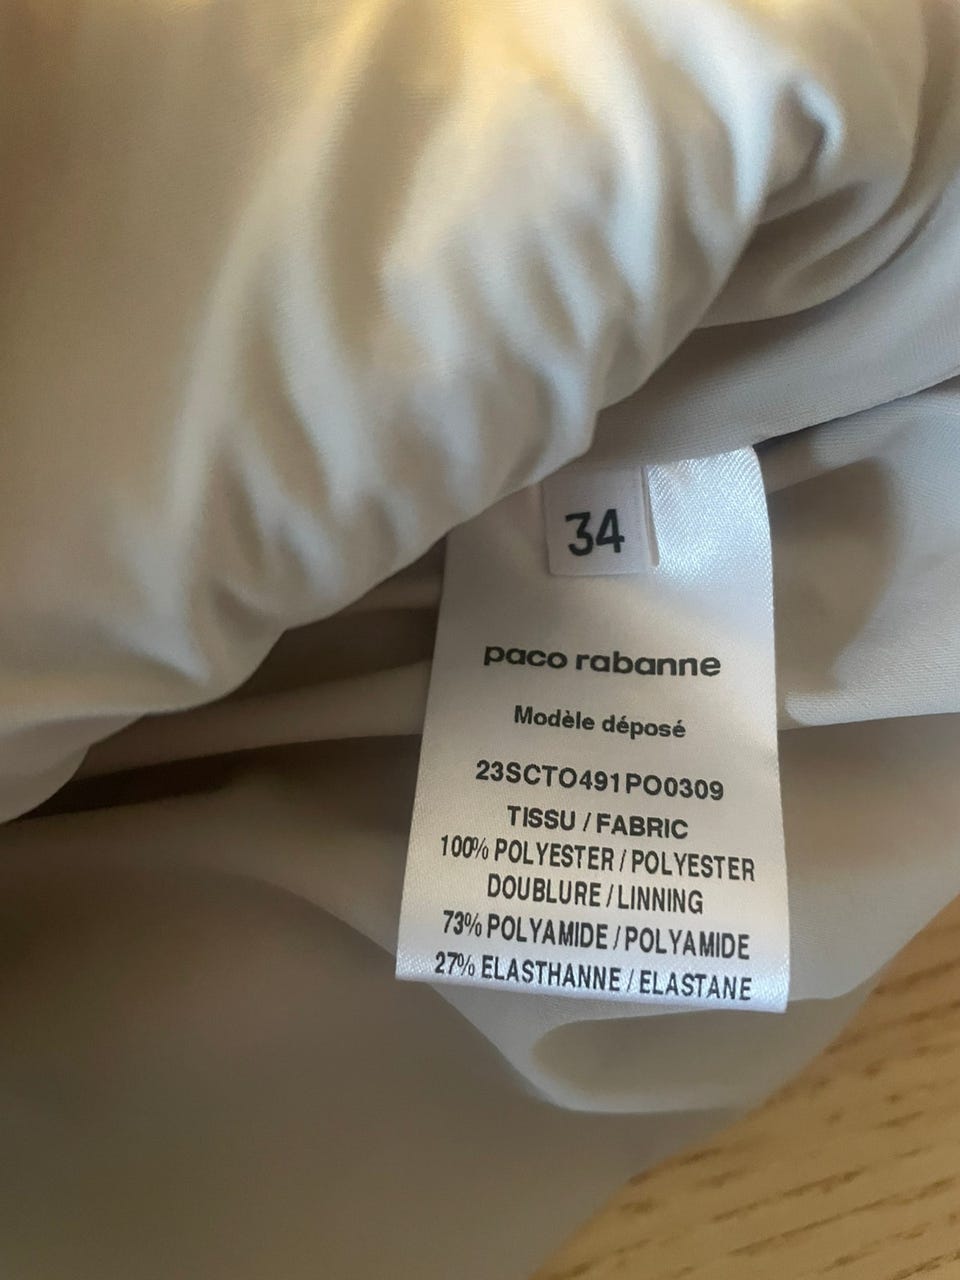 34
paco rabanne
Modèle déposé
23SCTO491PO0309
TISSU / FABRIC
100% POLYESTER / POLYESTER
DOUBLURE / LINNING
73% POLYAMIDE / POLYAMIDE
27% ELASTHANNE / ELASTANE